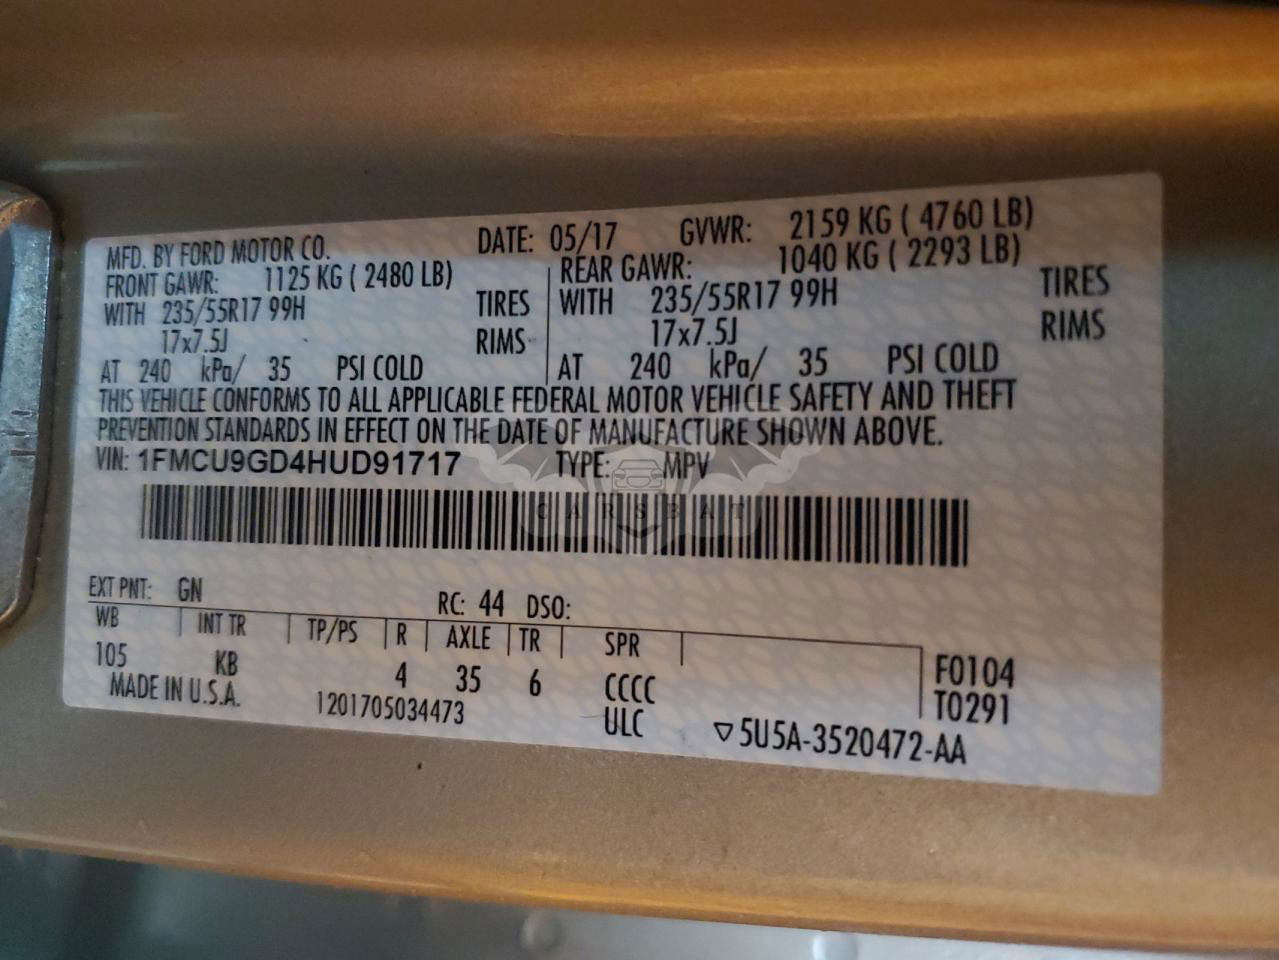 MFD. BY FORD MOTOR CO. DATE: 05/17 GVWR: 2159 KG ( 4760 LB)
FRONT GAWR: 1125 KG ( 2480 LB) REAR GAWR: 1040 KG ( 2293 LB)
WITH 235/55R17 99H TIRES WITH 235/55R17 99H TIRES
17x7.5J RIMS 17x7.5J RIMS
AT 240 kPa/ 35 PSI COLD AT 240 kPa/ 35 PSI COLD
THIS VEHICLE CONFORMS TO ALL APPLICABLE FEDERAL MOTOR VEHICLE SAFETY AND THEFT
PREVENTION STANDARDS IN EFFECT ON THE DATE OF MANUFACTURE SHOWN ABOVE.
VIN: 1FMCU9GD4HUD91717 TYPE: MPV
CARSBAT
EXT PNT: GN RC: 44 DSO:
WB INT TR TP/PS R AXLE TR SPR
105 KB 4 35 6 CCCC F0104
MADE IN U.S.A. 1201705034473 ULC T0291
▽5U5A-3520472-AA